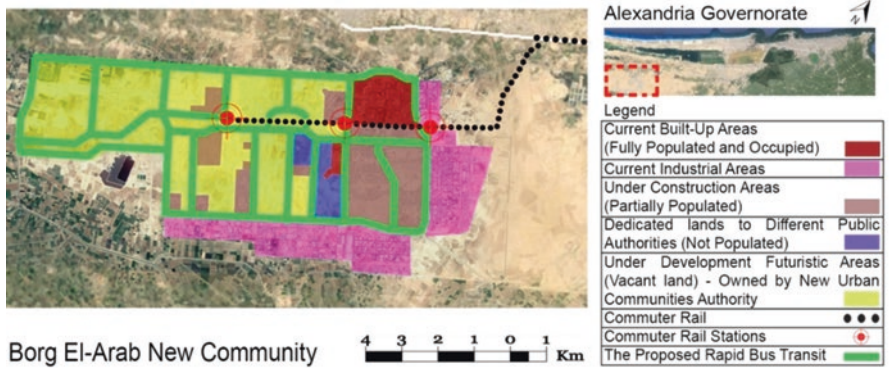 Alexandria Governorate
N
Legend
Current Built-Up Areas
(Fully Populated and Occupied)
Current Industrial Areas
Under Construction Areas
(Partially Populated)
Dedicated lands to Different Public
Authorities (Not Populated)
Under Development Futuristic Areas
(Vacant land) - Owned by New Urban
Communities Authority
Commuter Rail
Commuter Rail Stations
The Proposed Rapid Bus Transit
Borg El-Arab New Community
4 3 2 1 0 1
Km